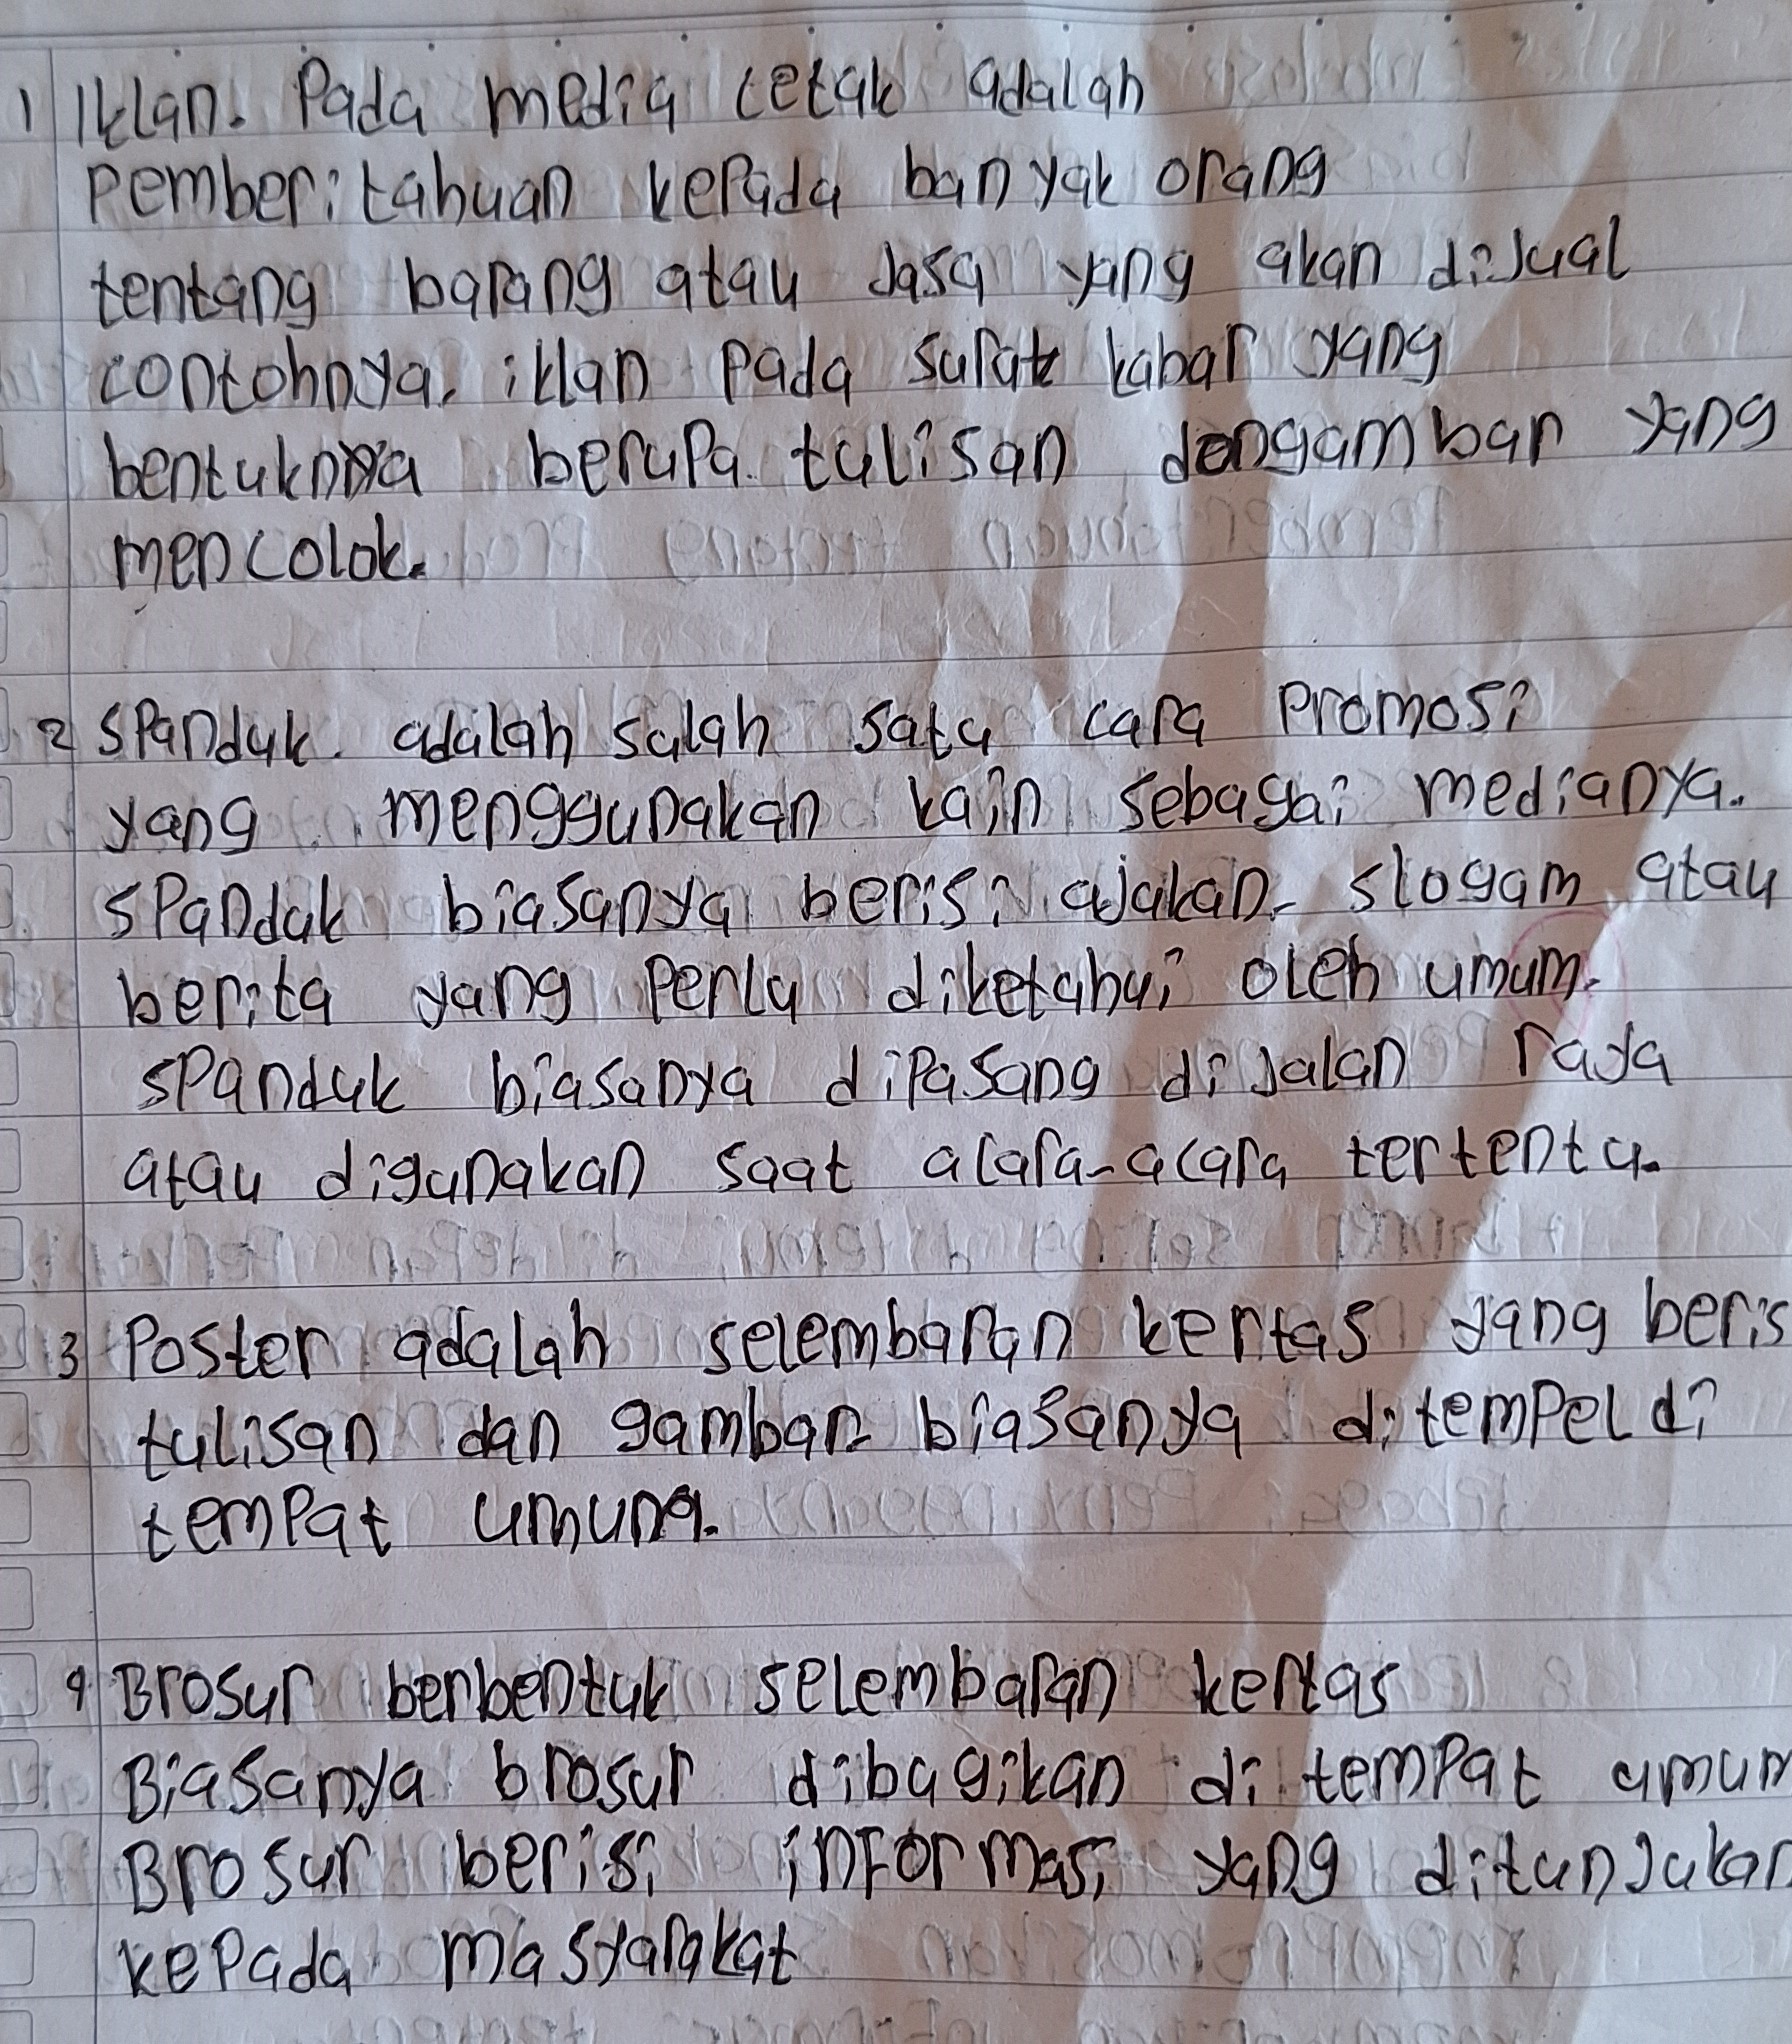 1 Iklan. Pada media cetak adalah
Pemberitahuan kepada banyak orang
tentang barang atau Jasa yang akan diJual
contohnya, iklan Pada surat kabar yang
bentuknya berupa tulisan dengambar yang
mencolok.
2 sPanduk. adalah salah satu cara Promosi
yang menggunakan kain sebagai medianya.
sPanduk biasanya berisi aJakan, slogam atau
berita yang Perlu diketahui oleh umum.
sPanduk biasanya diPasang di Jalan raya
atau digunakan saat acara-acara tertentu.
3 Poster adalah selembaran kertas yang beris
tulisan dan gambar biasanya ditemPel di
temPat umum.
4 Brosur berbentuk selembaran kertas
Biasanya brosur dibagikan di temPat umum
Brosur berisi inFormasi yang ditunJukan
kePada masyarakat